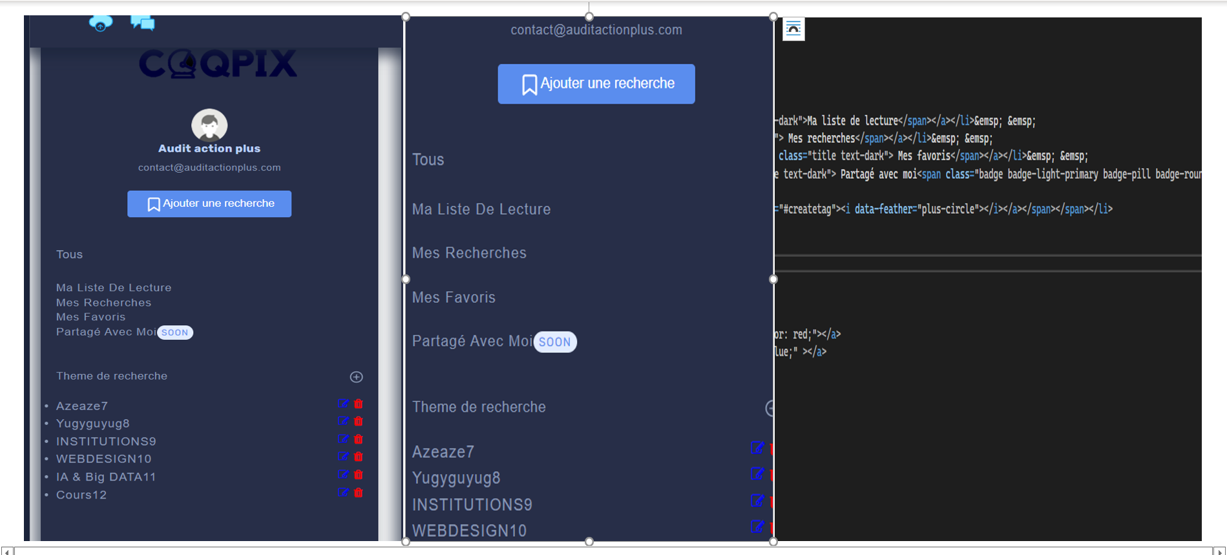 COQPIX
Audit action plus
contact@auditactionplus.com
Ajouter une recherche
Tous
Ma Liste De Lecture
Mes Recherches
Mes Favoris
Partagé Avec Moi SOON
Theme de recherche
Azeaze7
Yugyguyug8
INSTITUTIONS9
WEBDESIGN10
IA & Big DATA11
Cours12
contact@auditactionplus.com
Ajouter une recherche
Tous
Ma Liste De Lecture
Mes Recherches
Mes Favoris
Partagé Avec Moi SOON
Theme de recherche
Azeaze7
Yugyguyug8
INSTITUTIONS9
WEBDESIGN10
-dark">Ma liste de lecture</span></a></li>&emsp; &emsp;
"> Mes recherches</span></a></li>&emsp; &emsp;
class="title text-dark"> Mes favoris</span></a></li>&emsp; &emsp;
e text-dark"> Partagé avec moi<span class="badge badge-light-primary badge-pill badge-roun
="#createtag"><i data-feather="plus-circle"></i></a></span></span></li>
or: red;"></a>
lue;" ></a>